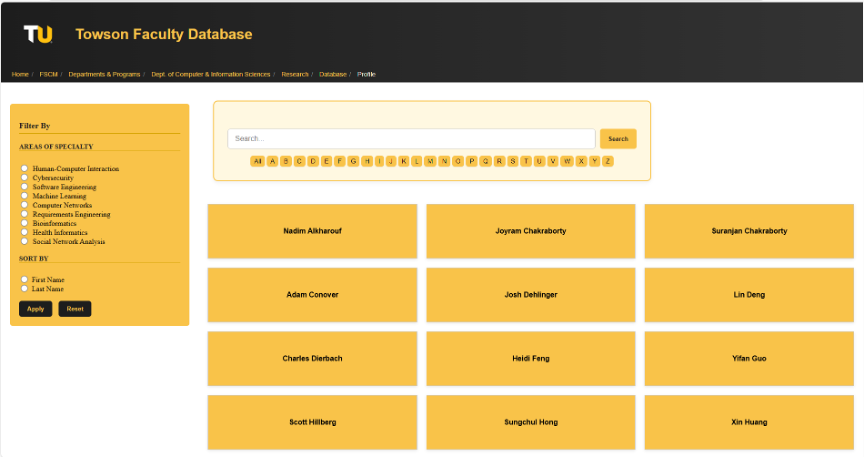 TU Towson Faculty Database
Home / FSCM / Departments & Programs / Dept. of Computer & Information Sciences / Research / Database / Profile
Filter By
AREAS OF SPECIALTY
Human-Computer Interaction
Cybersecurity
Software Engineering
Machine Learning
Computer Networks
Requirements Engineering
Bioinformatics
Health Informatics
Social Network Analysis
SORT BY
First Name
Last Name
Apply Reset
Search... Search
All A B C D E F G H I J K L M N O P Q R S T U V W X Y Z
Nadim Alkharouf Joyram Chakraborty Suranjan Chakraborty
Adam Conover Josh Dehlinger Lin Deng
Charles Dierbach Heidi Feng Yifan Guo
Scott Hilberg Sungchul Hong Xin Huang